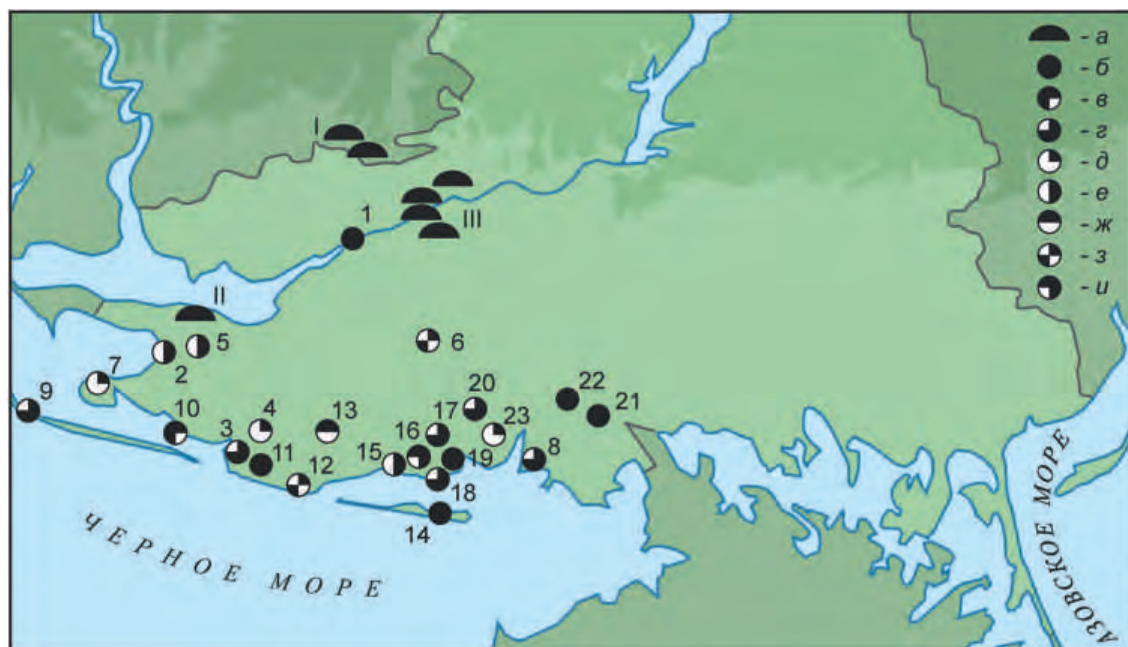 - а
- б
- в
- г
- д
- е
- ж
- з
- и
I
III
1
II
5
2
6
7
9
10
3
4
13
11
12
15
16
17
20
23
22
21
19
8
18
14
ЧЕРНОЕ МОРЕ
АЗОВСКОЕ МОРЕ